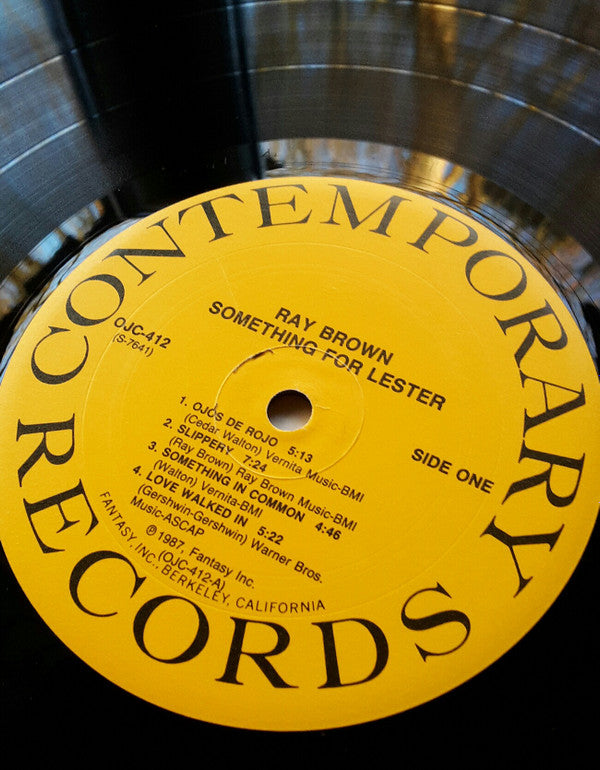 CONTEMPORARY
RECORDS
RAY BROWN
SOMETHING FOR LESTER
OJC-412
(S-7641)
SIDE ONE
1. OJOS DE ROJO 5:13
(Cedar Walton) Vernita Music-BMI
2. SLIPPERY 7:24
(Ray Brown) Ray Brown Music-BMI
3. SOMETHING IN COMMON 4:46
(Walton) Vernita-BMI
4. LOVE WALKED IN 5:22
(Gershwin-Gershwin) Warner Bros.
Music-ASCAP
℗ 1987, Fantasy Inc.
(OJC-412-A)
FANTASY, INC., BERKELEY, CALIFORNIA